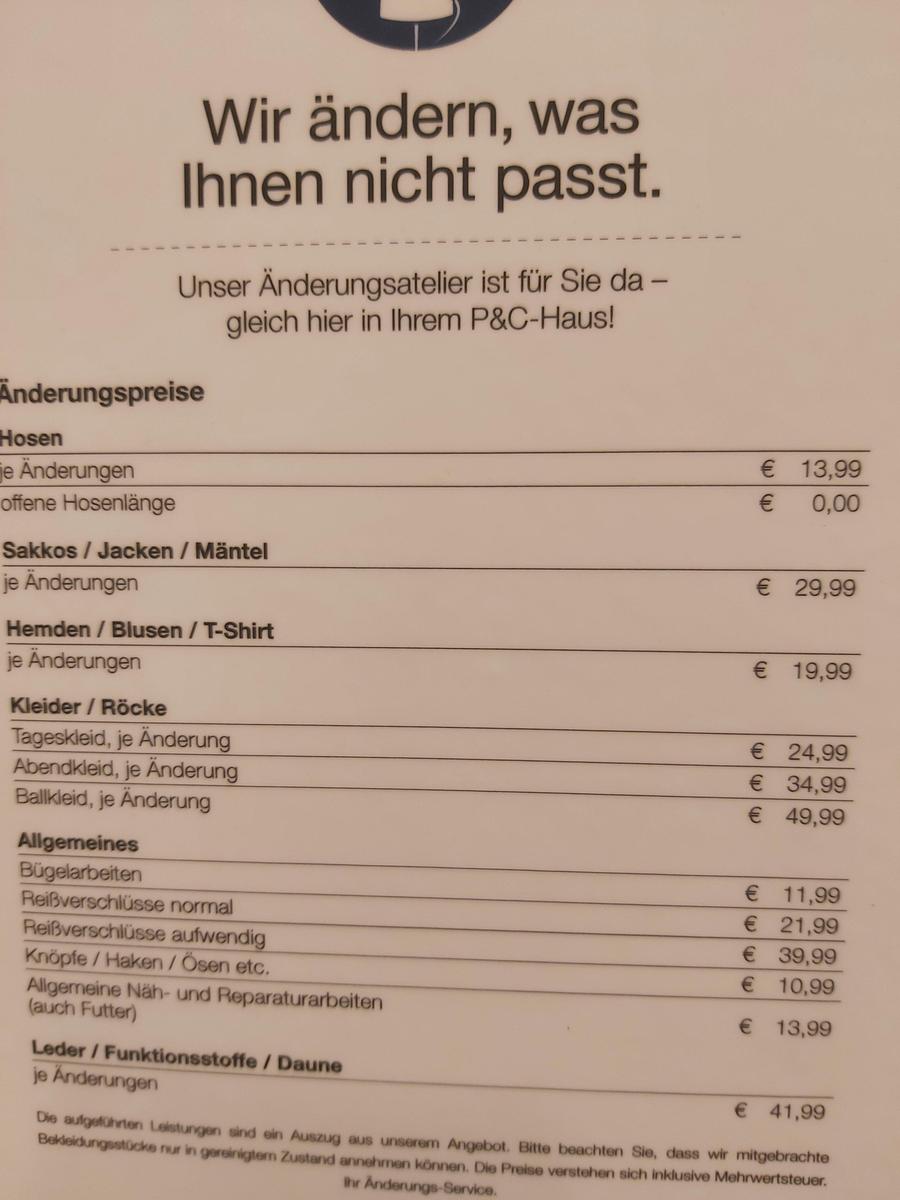 Wir ändern, was
Ihnen nicht passt.
Unser Änderungsatelier ist für Sie da –
gleich hier in Ihrem P&C-Haus!
Änderungspreise
Hosen
je Änderungen € 13,99
offene Hosenlänge € 0,00
Sakkos / Jacken / Mäntel
je Änderungen € 29,99
Hemden / Blusen / T-Shirt
je Änderungen € 19,99
Kleider / Röcke
Tageskleid, je Änderung € 24,99
Abendkleid, je Änderung € 34,99
Ballkleid, je Änderung € 49,99
Allgemeines
Bügelarbeiten € 11,99
Reißverschlüsse normal € 21,99
Reißverschlüsse aufwendig € 39,99
Knöpfe / Haken / Ösen etc. € 10,99
Allgemeine Näh- und Reparaturarbeiten
(auch Futter) € 13,99
Leder / Funktionsstoffe / Daune
je Änderungen € 41,99
Die aufgeführten Leistungen sind ein Auszug aus unserem Angebot. Bitte beachten Sie, dass wir mitgebrachte
Bekleidungsstücke nur in gereinigtem Zustand annehmen können. Die Preise verstehen sich inklusive Mehrwertsteuer.
Ihr Änderungs-Service.